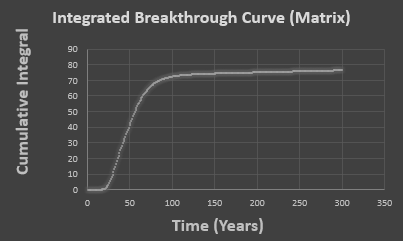 Integrated Breakthrough Curve (Matrix)
Cumulative Integral
90
80
70
60
50
40
30
20
10
0
0 50 100 150 200 250 300 350
Time (Years)